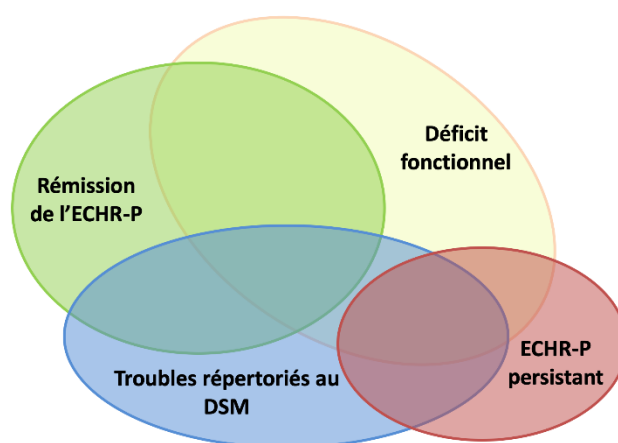 Déficit
fonctionnel
Rémission
de l'ECHR-P
ECHR-P
persistant
Troubles répertoriés au
DSM